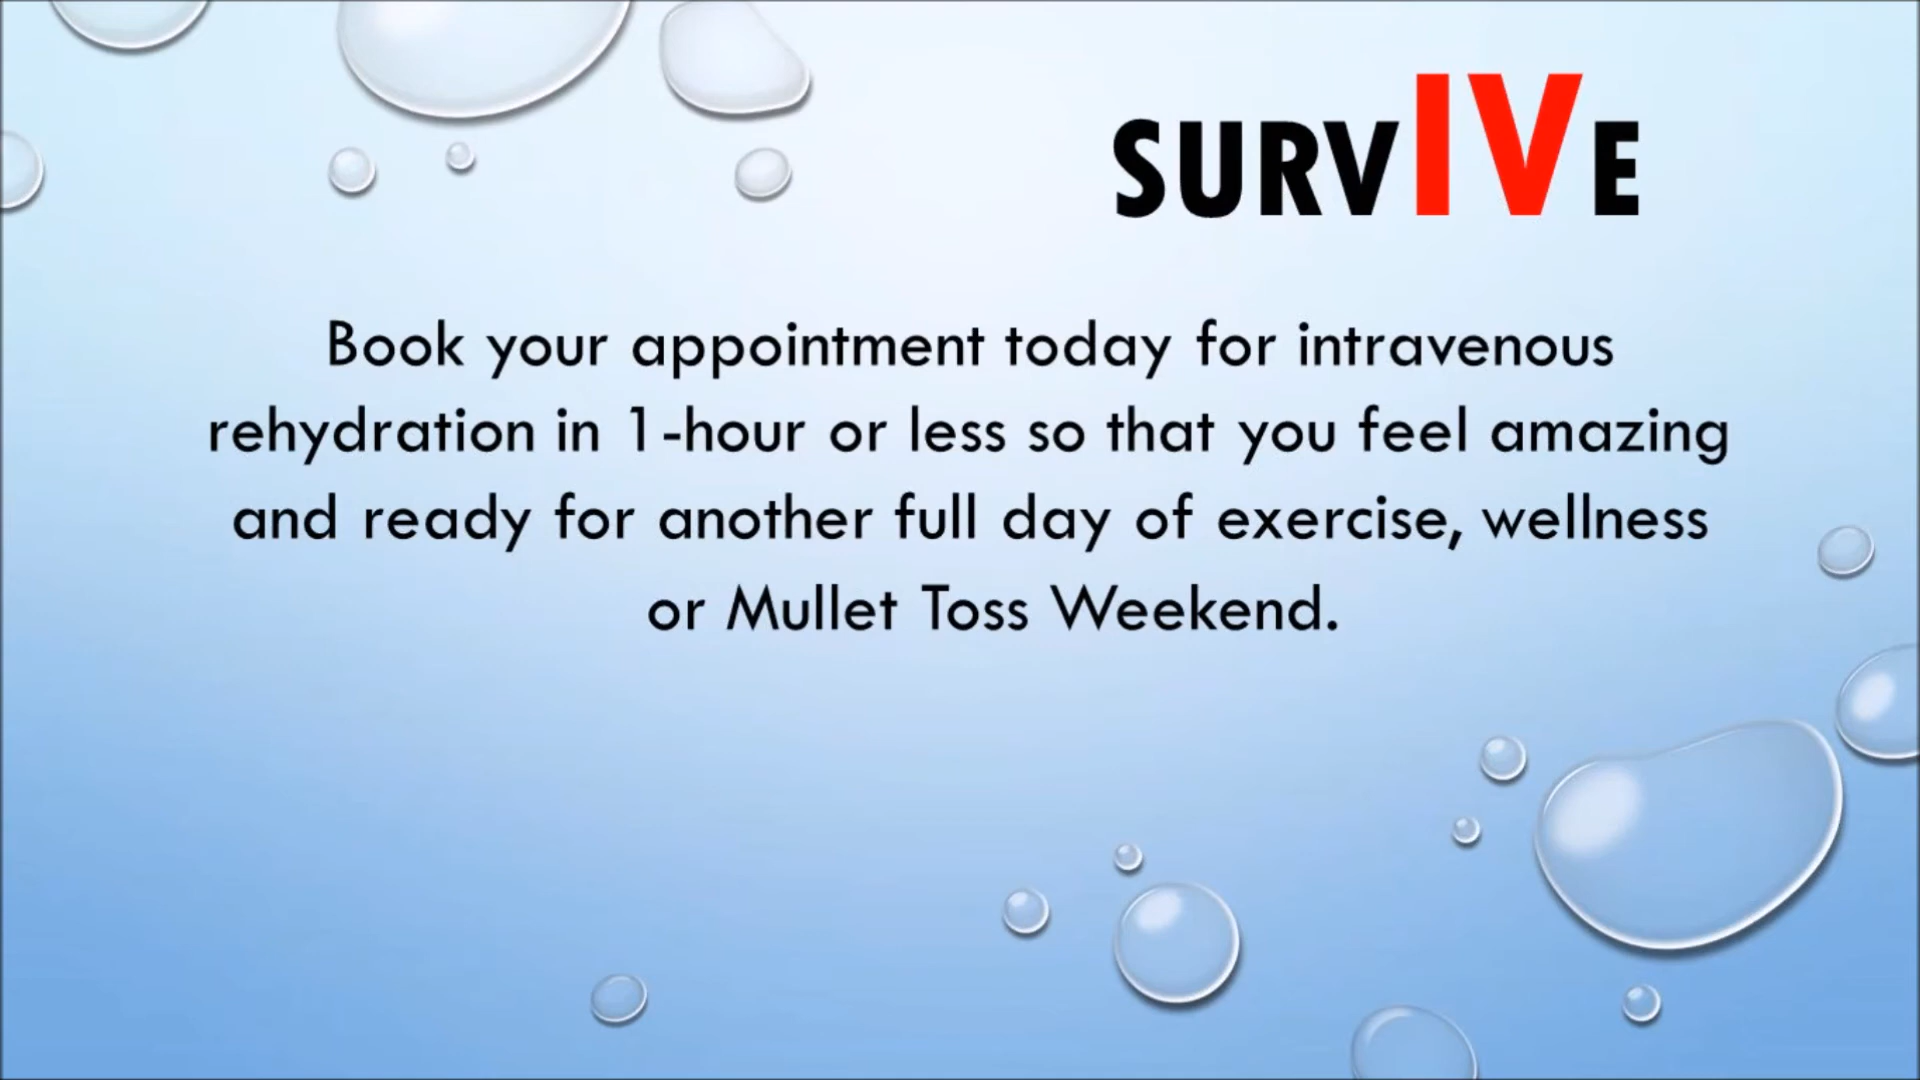 SURVIVE
Book your appointment today for intravenous
rehydration in 1-hour or less so that you feel amazing
and ready for another full day of exercise, wellness
or Mullet Toss Weekend.